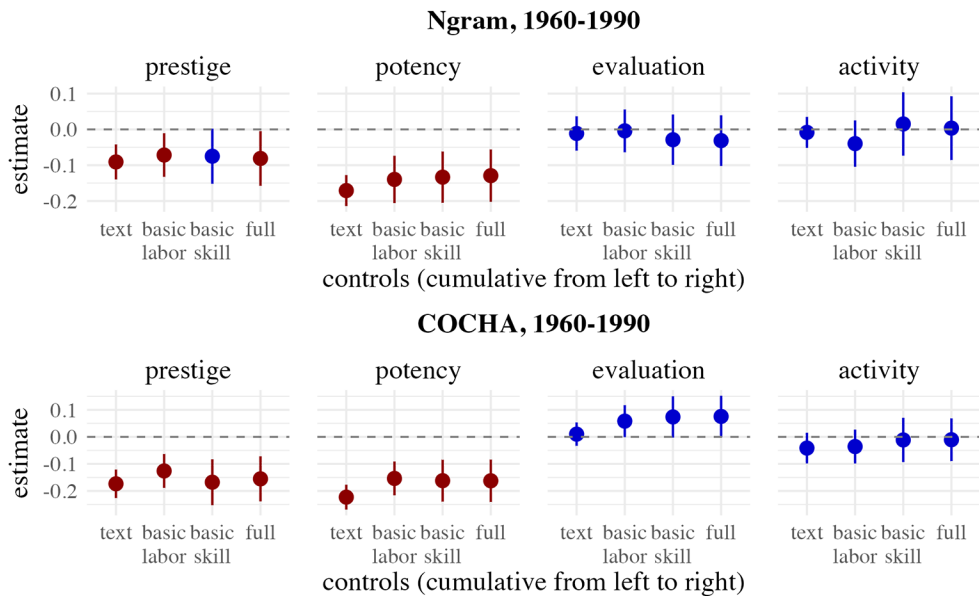 Ngram, 1960-1990
prestige potency evaluation activity
estimate
0.1
0.0
-0.1
-0.2
text basic basic full text basic basic full text basic basic full text basic basic full
labor skill labor skill labor skill labor skill
controls (cumulative from left to right)
COCHA, 1960-1990
prestige potency evaluation activity
estimate
0.1
0.0
-0.1
-0.2
text basic basic full text basic basic full text basic basic full text basic basic full
labor skill labor skill labor skill labor skill
controls (cumulative from left to right)